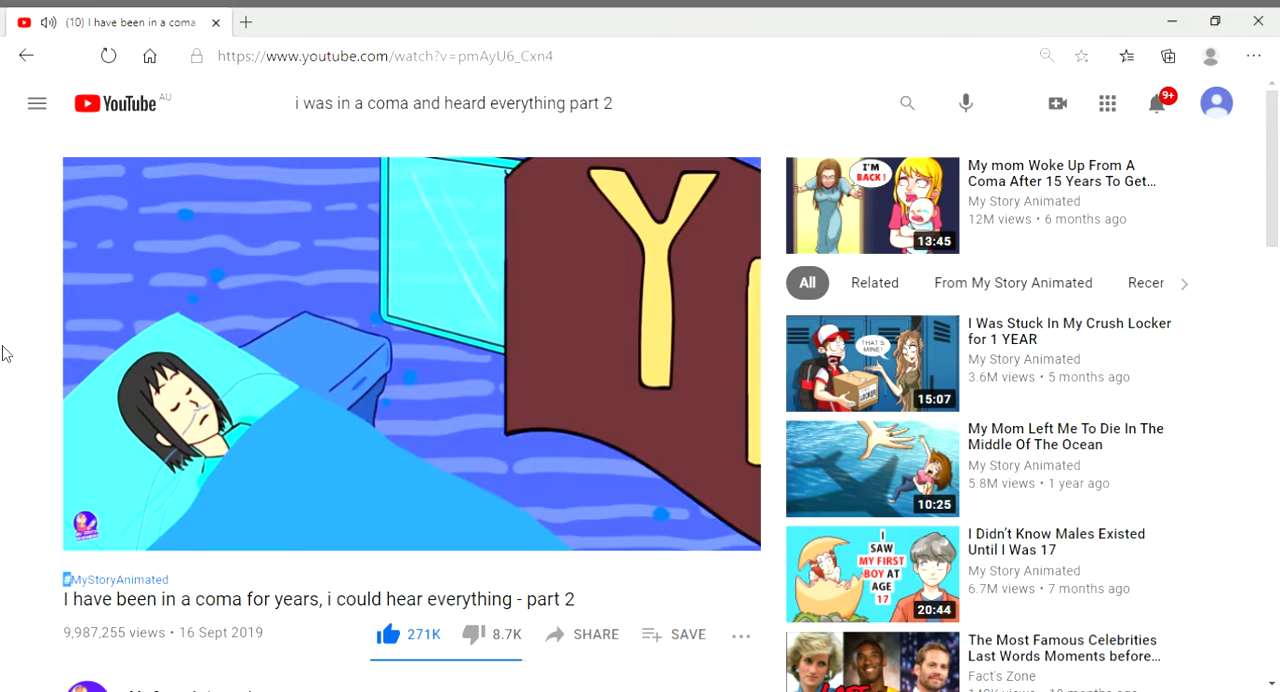 (10) I have been in a coma
https://www.youtube.com/watch?v=pmAyU6_Cxn4
YouTube AU
i was in a coma and heard everything part 2
9+
Y
#MyStoryAnimated
I have been in a coma for years, i could hear everything - part 2
9,987,255 views • 16 Sept 2019
271K
8.7K
SHARE
SAVE
I'M
BACK !
13:45
My mom Woke Up From A
Coma After 15 Years To Get…
My Story Animated
12M views • 6 months ago
All
Related
From My Story Animated
Recer
THAT'S
MINE!
LOCKER
15:07
I Was Stuck In My Crush Locker
for 1 YEAR
My Story Animated
3.6M views • 5 months ago
10:25
My Mom Left Me To Die In The
Middle Of The Ocean
My Story Animated
5.8M views • 1 year ago
I
SAW
MY FIRST
BOY AT
AGE
17
20:44
I Didn't Know Males Existed
Until I Was 17
My Story Animated
6.7M views • 7 months ago
LAST
The Most Famous Celebrities
Last Words Moments before…
Fact's Zone